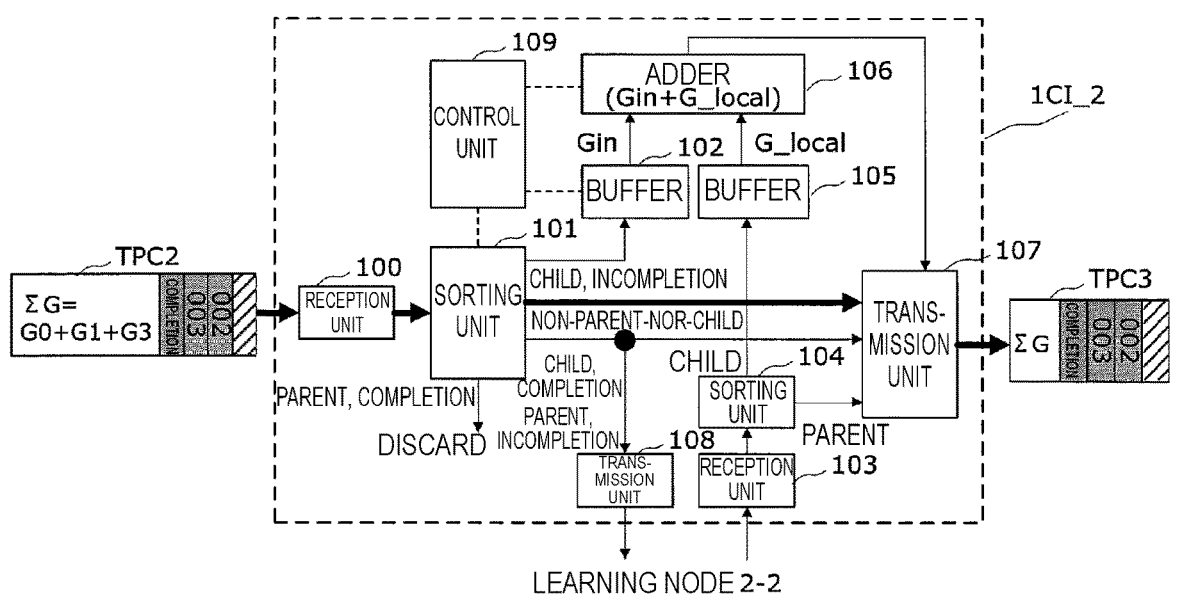 109
CONTROL
UNIT
ADDER
(Gin+G_local)
106
1CI_2
Gin
102
G_local
BUFFER
BUFFER
105
TPC2
ΣG=
G0+G1+G3
COMPLETION
003
002
100
RECEPTION
UNIT
101
SORTING
UNIT
CHILD, INCOMPLETION
NON-PARENT-NOR-CHILD
107
TRANS-
MISSION
UNIT
TPC3
ΣG
COMPLETION
003
002
PARENT, COMPLETION
DISCARD
CHILD,
COMPLETION
PARENT,
INCOMPLETION
CHILD
104
SORTING
UNIT
PARENT
108
TRANS-
MISSION
UNIT
RECEPTION
UNIT
103
LEARNING NODE 2-2